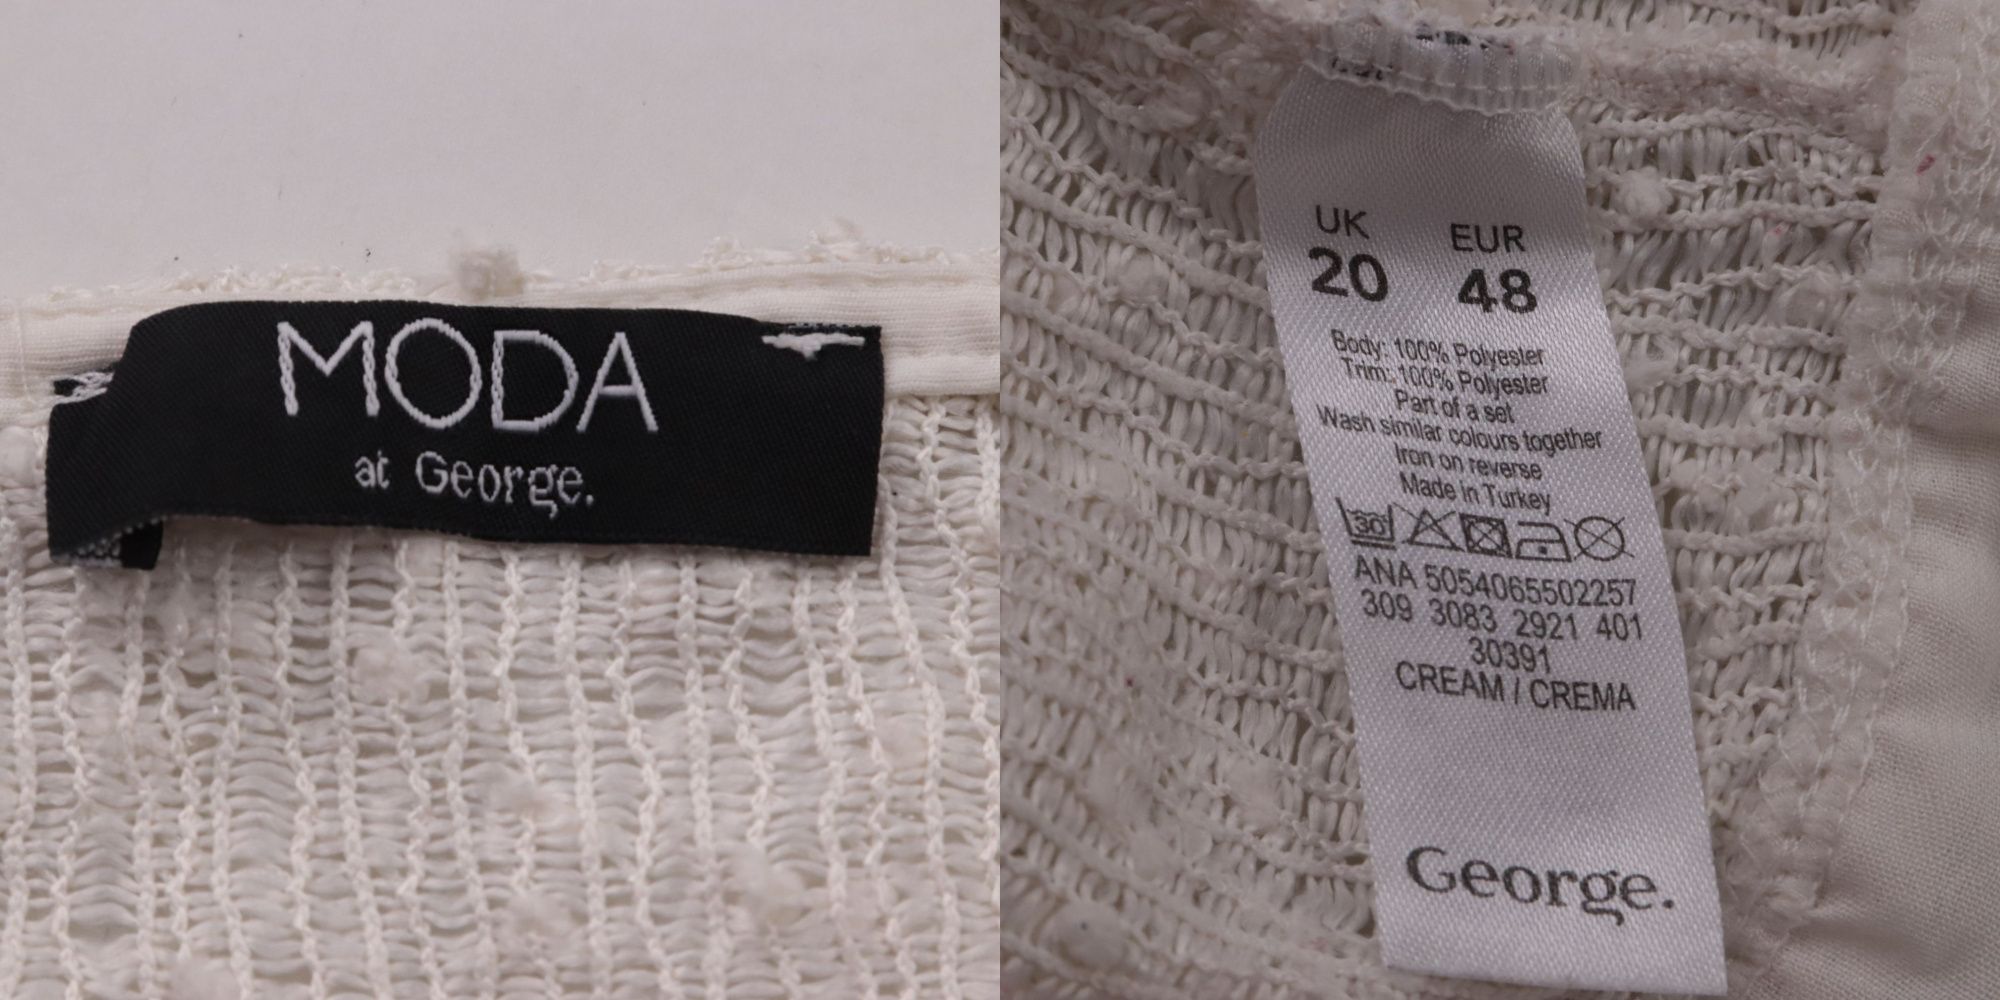 MODA
at George.
UK EUR
20 48
Body: 100% Polyester
Trim: 100% Polyester
Part of a set
Wash similar colours together
Iron on reverse
Made in Turkey
30
ANA 5054065502257
309 3083 2921 401
30391
CREAM / CREMA
George.